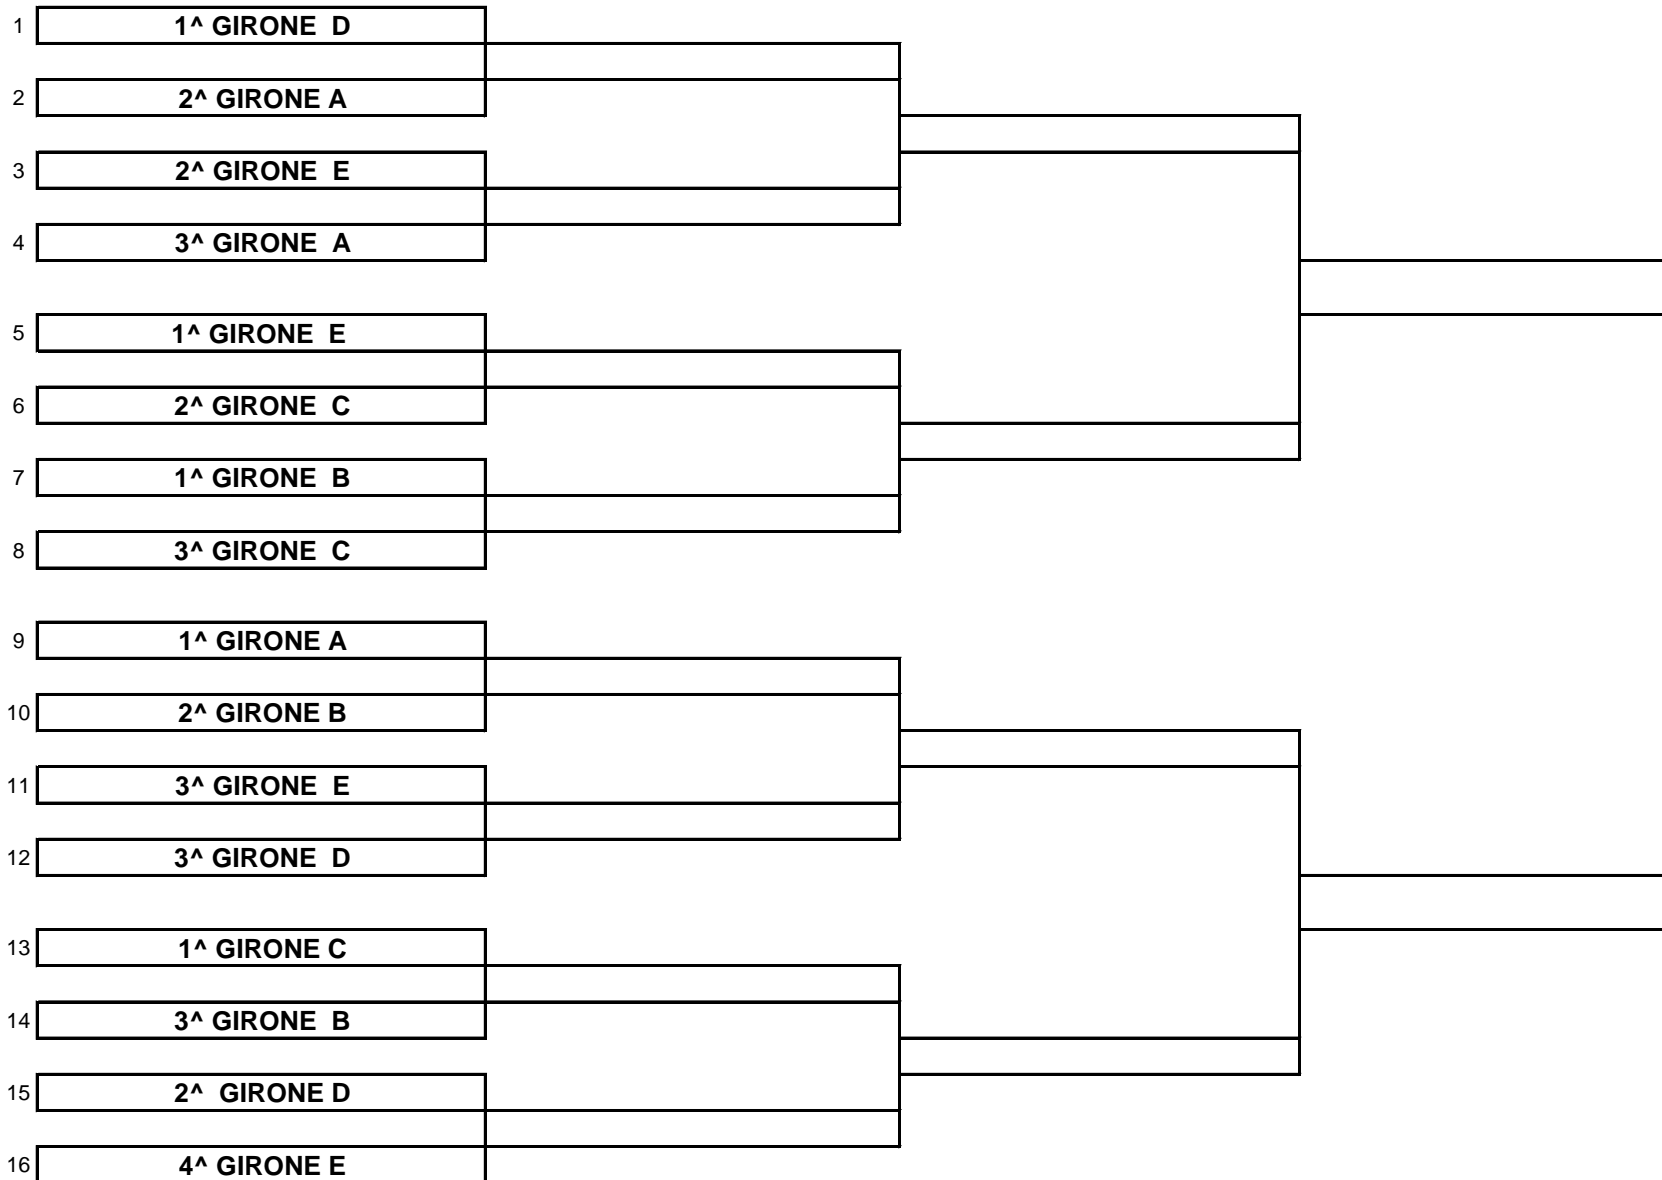 1 1^ GIRONE D
2 2^ GIRONE A
3 2^ GIRONE E
4 3^ GIRONE A
5 1^ GIRONE E
6 2^ GIRONE C
7 1^ GIRONE B
8 3^ GIRONE C
9 1^ GIRONE A
10 2^ GIRONE B
11 3^ GIRONE E
12 3^ GIRONE D
13 1^ GIRONE C
14 3^ GIRONE B
15 2^ GIRONE D
16 4^ GIRONE E